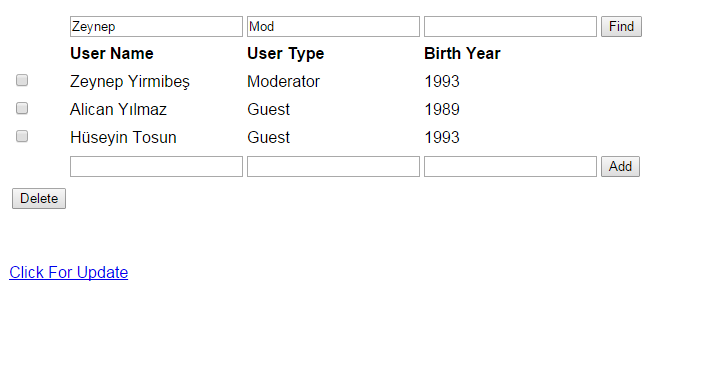 Zeynep Mod Find
User Name User Type Birth Year
Zeynep Yirmibeş Moderator 1993
Alican Yılmaz Guest 1989
Hüseyin Tosun Guest 1993
Add
Delete
Click For Update